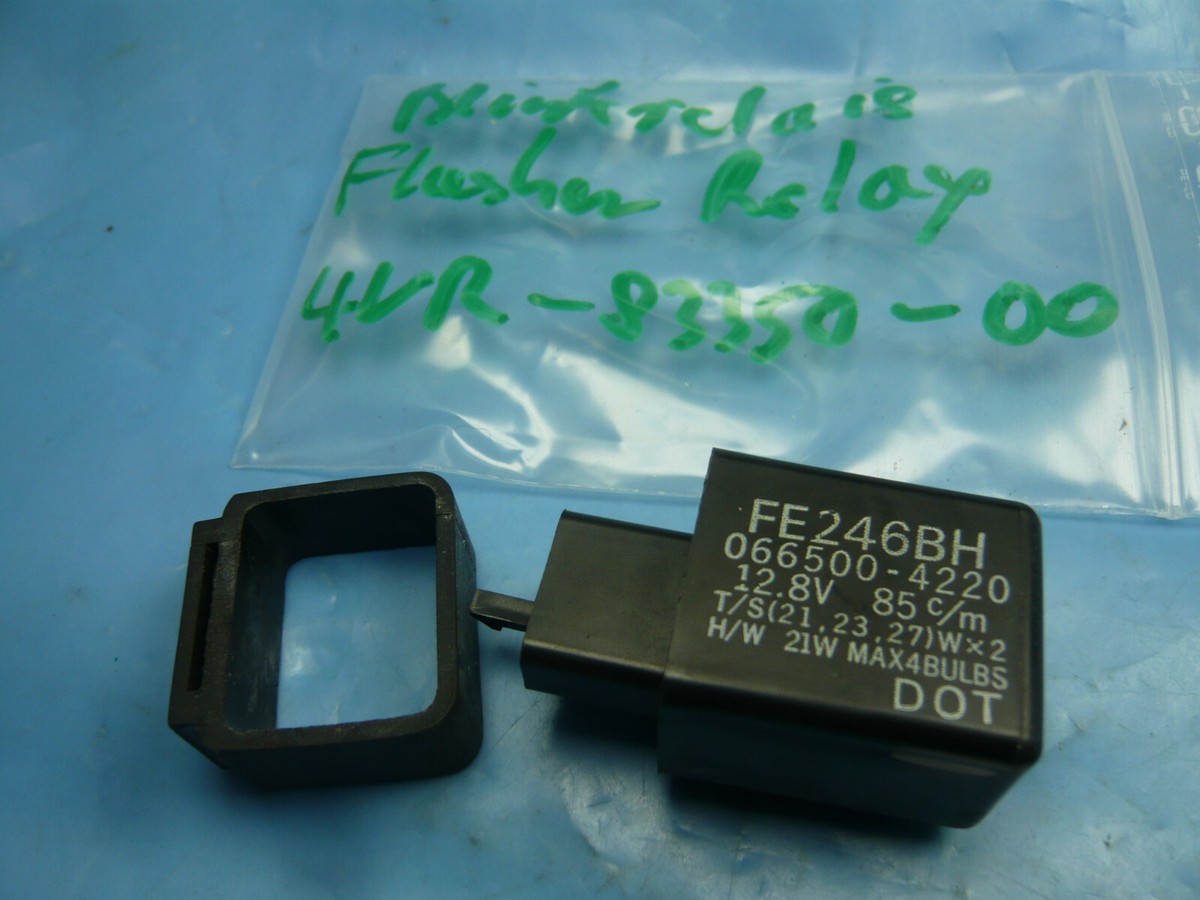 Blinkrelais
Flasher Relay
4VR-83350-00
FE246BH
066500-4220
12.8V 85c/m
T/S(21,23,27)W×2
H/W 21W MAX4BULBS
DOT